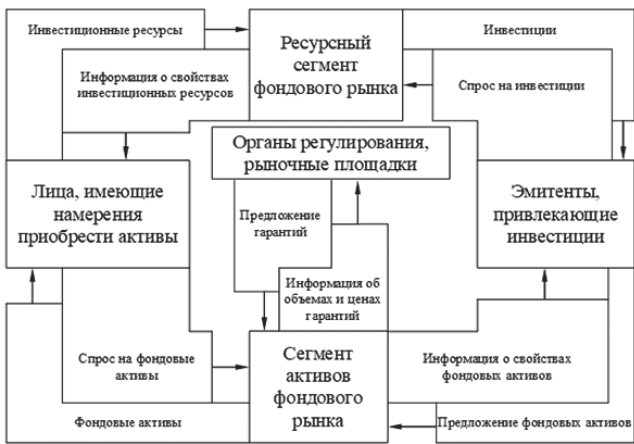 Инвестиционные ресурсы
Ресурсный
сегмент
фондового рынка
Инвестиции
Информация о свойствах
инвестиционных ресурсов
Спрос на инвестиции
Органы регулирования,
рыночные площадки
Лица, имеющие
намерения
приобрести активы
Эмитенты,
привлекающие
инвестиции
Предложение
гарантий
Информация об
объемах и ценах
гарантий
Спрос на фондовые
активы
Сегмент
активов
фондового
рынка
Информация о свойствах
фондовых активов
Фондовые активы
Предложение фондовых активов